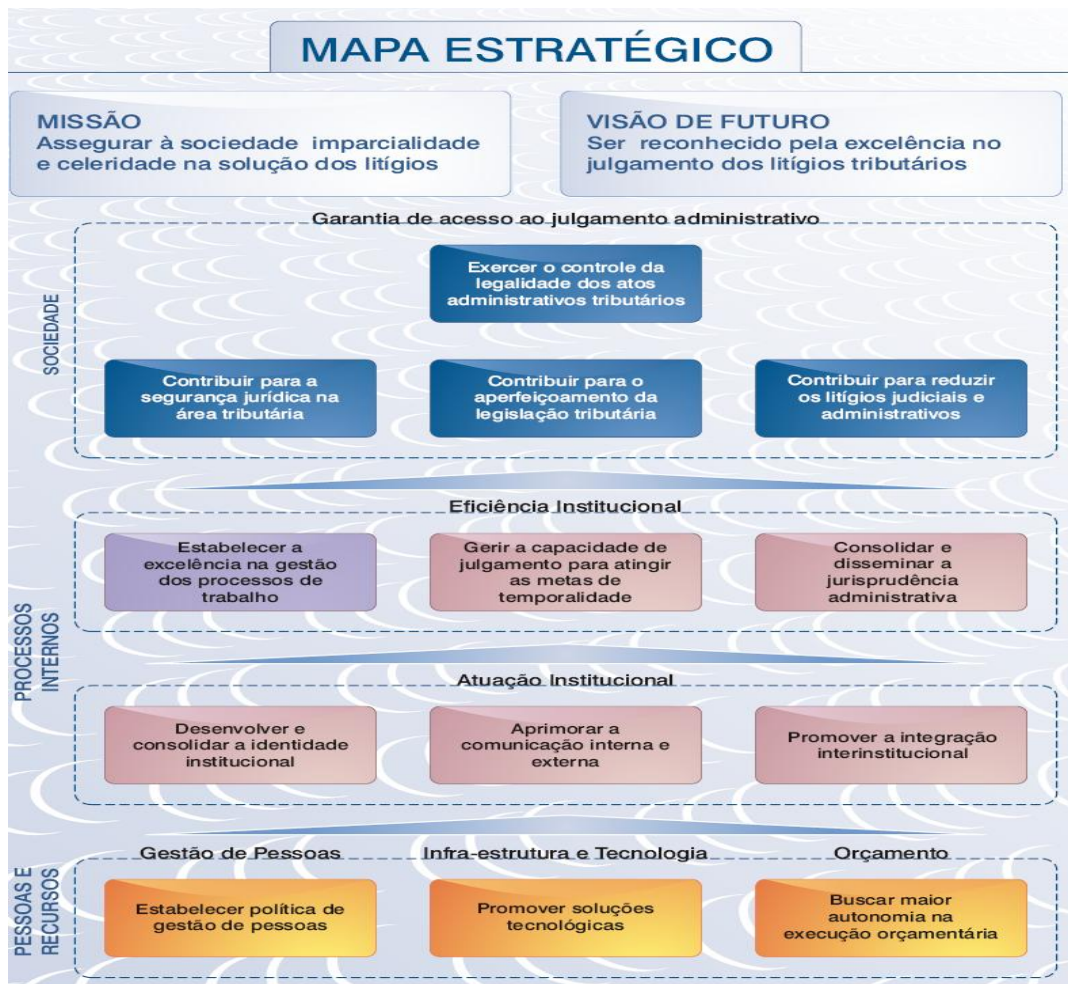 MAPA ESTRATÉGICO
MISSÃO
Assegurar à sociedade imparcialidade
e celeridade na solução dos litígios
VISÃO DE FUTURO
Ser reconhecido pela excelência no
julgamento dos litígios tributários
SOCIEDADE
Garantia de acesso ao julgamento administrativo
Exercer o controle da
legalidade dos atos
administrativos tributários
Contribuir para a
segurança jurídica na
área tributária
Contribuir para o
aperfeiçoamento da
legislação tributária
Contribuir para reduzir
os litígios judiciais e
administrativos
PROCESSOS
INTERNOS
Eficiência Institucional
Estabelecer a
excelência na gestão
dos processos de
trabalho
Gerir a capacidade de
julgamento para atingir
as metas de
temporalidade
Consolidar e
disseminar a
jurisprudência
administrativa
Atuação Institucional
Desenvolver e
consolidar a identidade
institucional
Aprimorar a
comunicação interna e
externa
Promover a integração
interinstitucional
PESSOAS E
RECURSOS
Gestão de Pessoas
Estabelecer política de
gestão de pessoas
Infra-estrutura e Tecnologia
Promover soluções
tecnológicas
Orçamento
Buscar maior
autonomia na
execução orçamentária